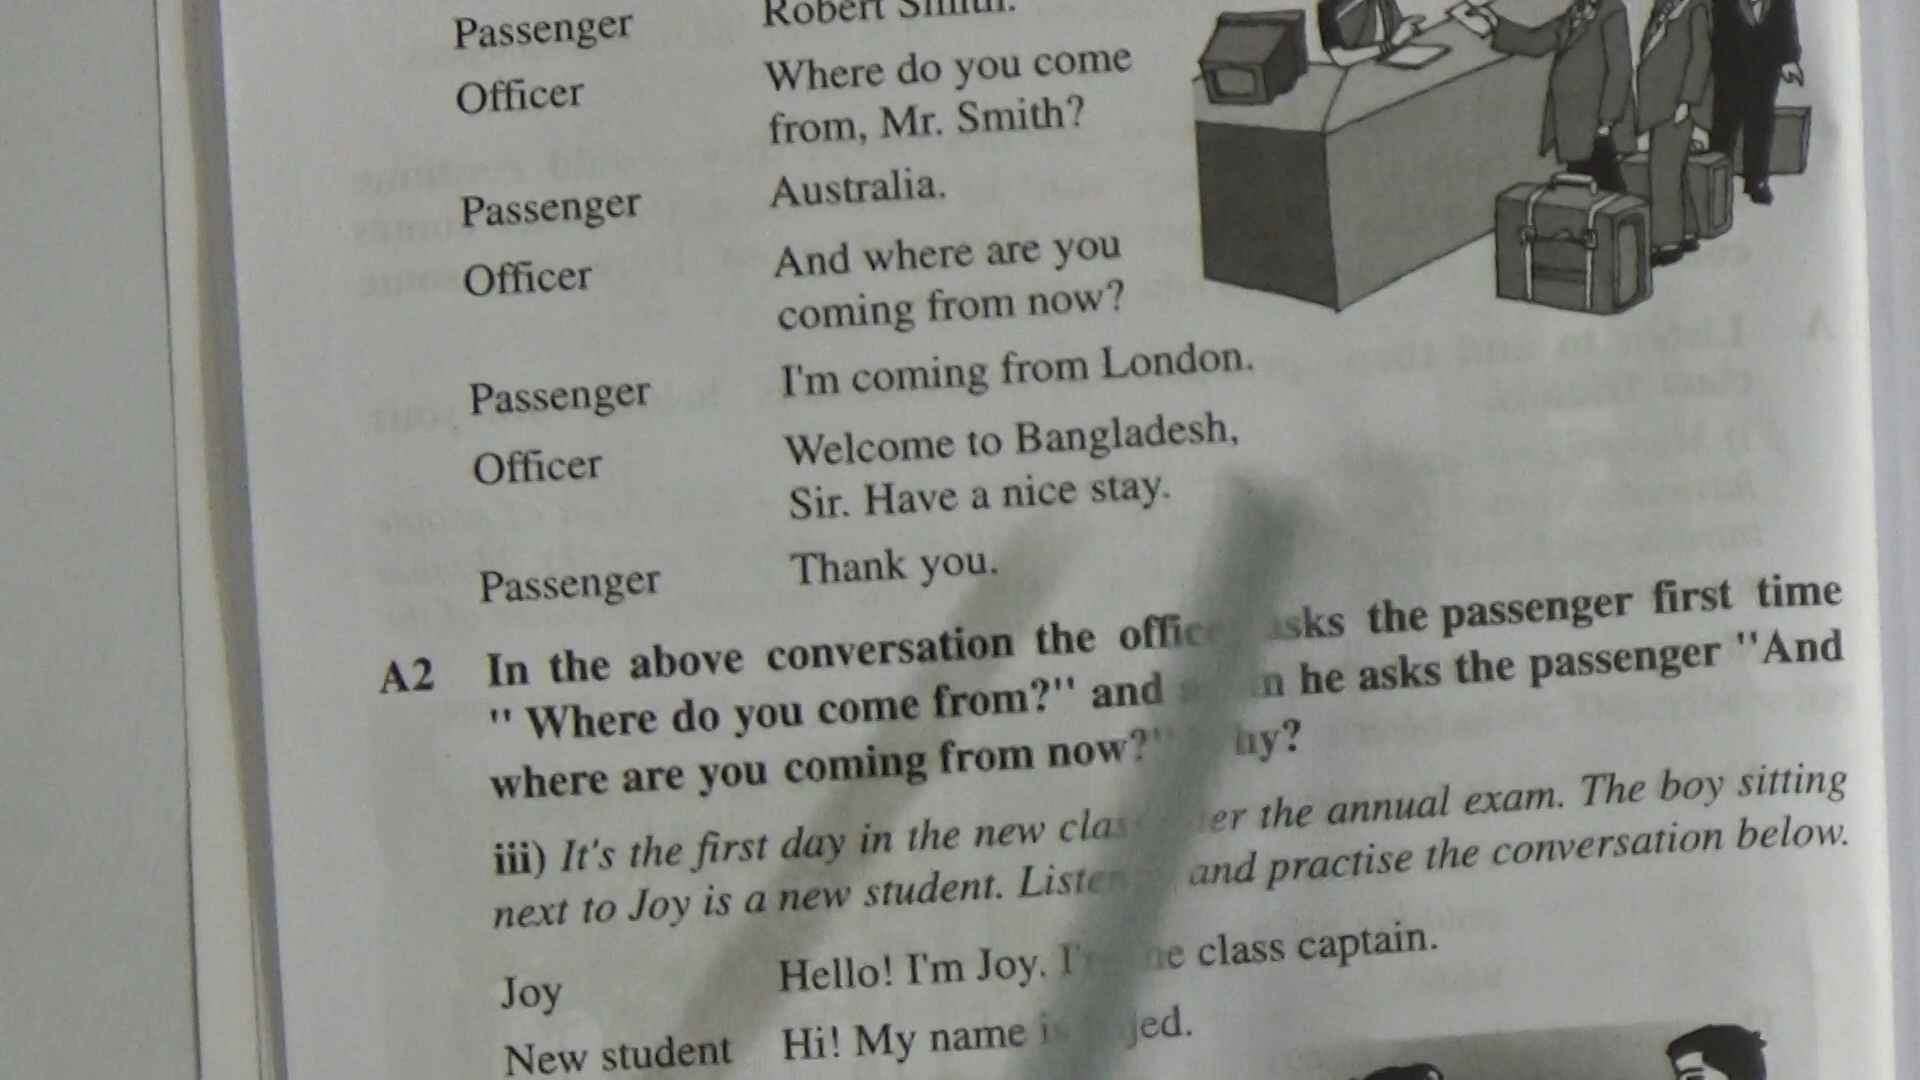 Passenger Robert Smith.
Officer Where do you come
from, Mr. Smith?
Passenger Australia.
Officer And where are you
coming from now?
Passenger I'm coming from London.
Officer Welcome to Bangladesh,
Sir. Have a nice stay.
Passenger Thank you.
A2 In the above conversation the officer asks the passenger first time
" Where do you come from?" and he asks the passenger "And
where are you coming from now?" Why?
iii) It's the first day in the new class the annual exam. The boy sitting
next to Joy is a new student. Listen and practise the conversation below.
Joy Hello! I'm Joy. class captain.
New student Hi! My name is